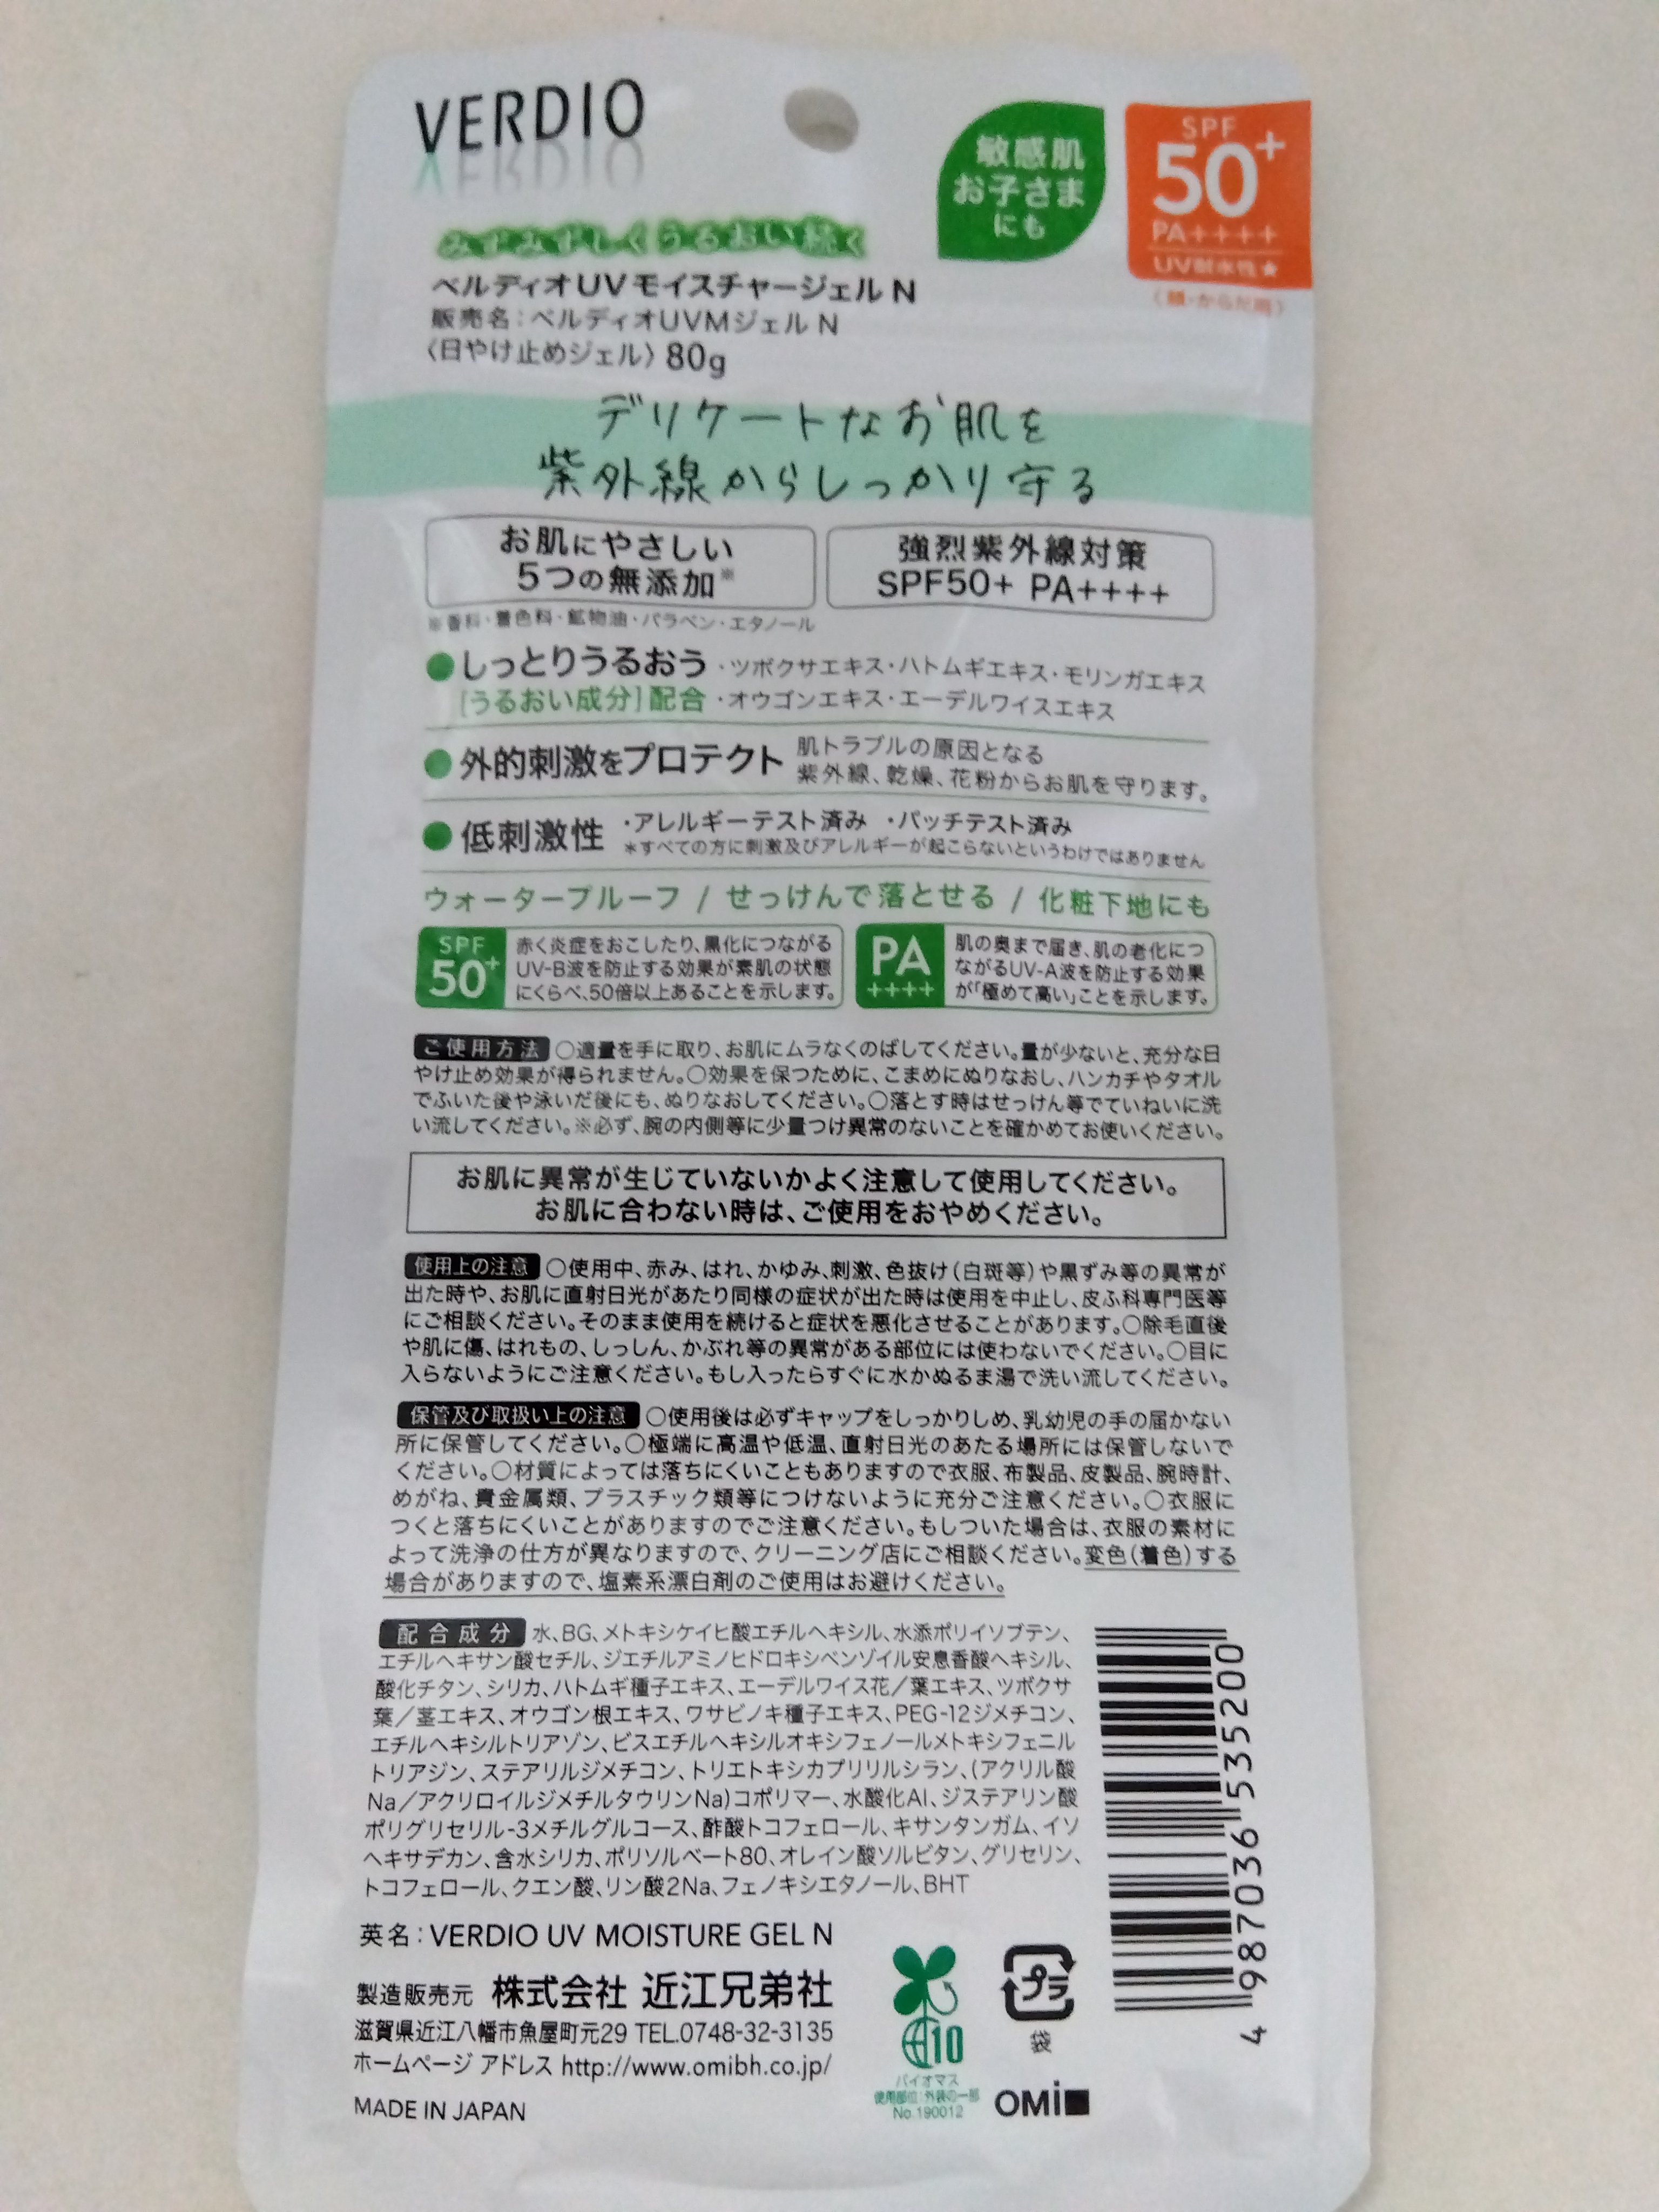 VERDIO
敏感肌
お子さま
にも
SPF
50+
PA++++
UV耐水性★
(顔・からだ用)
みずみずしくうるおい続く
ベルディオUVモイスチャージェル N
販売名:ベルディオUVMジェル N
〈日やけ止めジェル〉80g
デリケートなお肌を
紫外線からしっかり守る
お肌にやさしい
5つの無添加※
強烈紫外線対策
SPF50+ PA++++
※香料・着色料・鉱物油・パラベン・エタノール
●しっとりうるおう ・ツボクサエキス・ハトムギエキス・モリンガエキス
[うるおい成分]配合 ・オウゴンエキス・エーデルワイスエキス
●外的刺激をプロテクト 肌トラブルの原因となる
紫外線、乾燥、花粉からお肌を守ります。
●低刺激性 ・アレルギーテスト済み ・パッチテスト済み
*すべての方に刺激及びアレルギーが起こらないというわけではありません
ウォータープルーフ / せっけんで落とせる / 化粧下地にも
SPF
50+
赤く炎症をおこしたり、黒化につながる
UV-B波を防止する効果が素肌の状態
にくらべ、50倍以上あることを示します。
PA
++++
肌の奥まで届き、肌の老化につ
ながるUV-A波を防止する効果
が「極めて高い」ことを示します。
ご使用方法 ○適量を手に取り、お肌にムラなくのばしてください。量が少ないと、充分な日
やけ止め効果が得られません。○効果を保つために、こまめにぬりなおし、ハンカチやタオル
でふいた後や泳いだ後にも、ぬりなおしてください。○落とす時はせっけん等でていねいに洗
い流してください。※必ず、腕の内側等に少量つけ異常のないことを確かめてお使いください。
お肌に異常が生じていないかよく注意して使用してください。
お肌に合わない時は、ご使用をおやめください。
使用上の注意 ○使用中、赤み、はれ、かゆみ、刺激、色抜け(白斑等)や黒ずみ等の異常が
出た時や、お肌に直射日光があたり同様の症状が出た時は使用を中止し、皮ふ科専門医等
にご相談ください。そのまま使用を続けると症状を悪化させることがあります。○除毛直後
や肌に傷、はれもの、しっしん、かぶれ等の異常がある部位には使わないでください。○目に
入らないようにご注意ください。もし入ったらすぐに水かぬるま湯で洗い流してください。
保管及び取扱い上の注意 ○使用後は必ずキャップをしっかりしめ、乳幼児の手の届かない
所に保管してください。○極端に高温や低温、直射日光のあたる場所には保管しないで
ください。○材質によっては落ちにくいこともありますので衣服、布製品、皮製品、腕時計、
めがね、貴金属類、プラスチック類等につけないように充分ご注意ください。○衣服に
つくと落ちにくいことがありますのでご注意ください。もしついた場合は、衣服の素材に
よって洗浄の仕方が異なりますので、クリーニング店にご相談ください。変色(着色)する
場合がありますので、塩素系漂白剤のご使用はお避けください。
配合成分 水、BG、メトキシケイヒ酸エチルヘキシル、水添ポリイソブテン、
エチルヘキサン酸セチル、ジエチルアミノヒドロキシベンゾイル安息香酸ヘキシル、
酸化チタン、シリカ、ハトムギ種子エキス、エーデルワイス花/葉エキス、ツボクサ
葉/茎エキス、オウゴン根エキス、ワサビノキ種子エキス、PEG-12ジメチコン、
エチルヘキシルトリアゾン、ビスエチルヘキシルオキシフェノールメトキシフェニル
トリアジン、ステアリルジメチコン、トリエトキシカプリリルシラン、(アクリル酸
Na/アクリロイルジメチルタウリンNa)コポリマー、水酸化Al、ジステアリン酸
ポリグリセリル-3メチルグルコース、酢酸トコフェロール、キサンタンガム、イソ
ヘキサデカン、含水シリカ、ポリソルベート80、オレイン酸ソルビタン、グリセリン、
トコフェロール、クエン酸、リン酸2Na、フェノキシエタノール、BHT
4 987036 535200
英名:VERDIO UV MOISTURE GEL N
製造販売元 株式会社 近江兄弟社
滋賀県近江八幡市魚屋町元29 TEL.0748-32-3135
ホームページ アドレス http://www.omibh.co.jp/
MADE IN JAPAN
10
バイオマス
使用部位:外装の一部
No.190012
プラ
袋
OMI